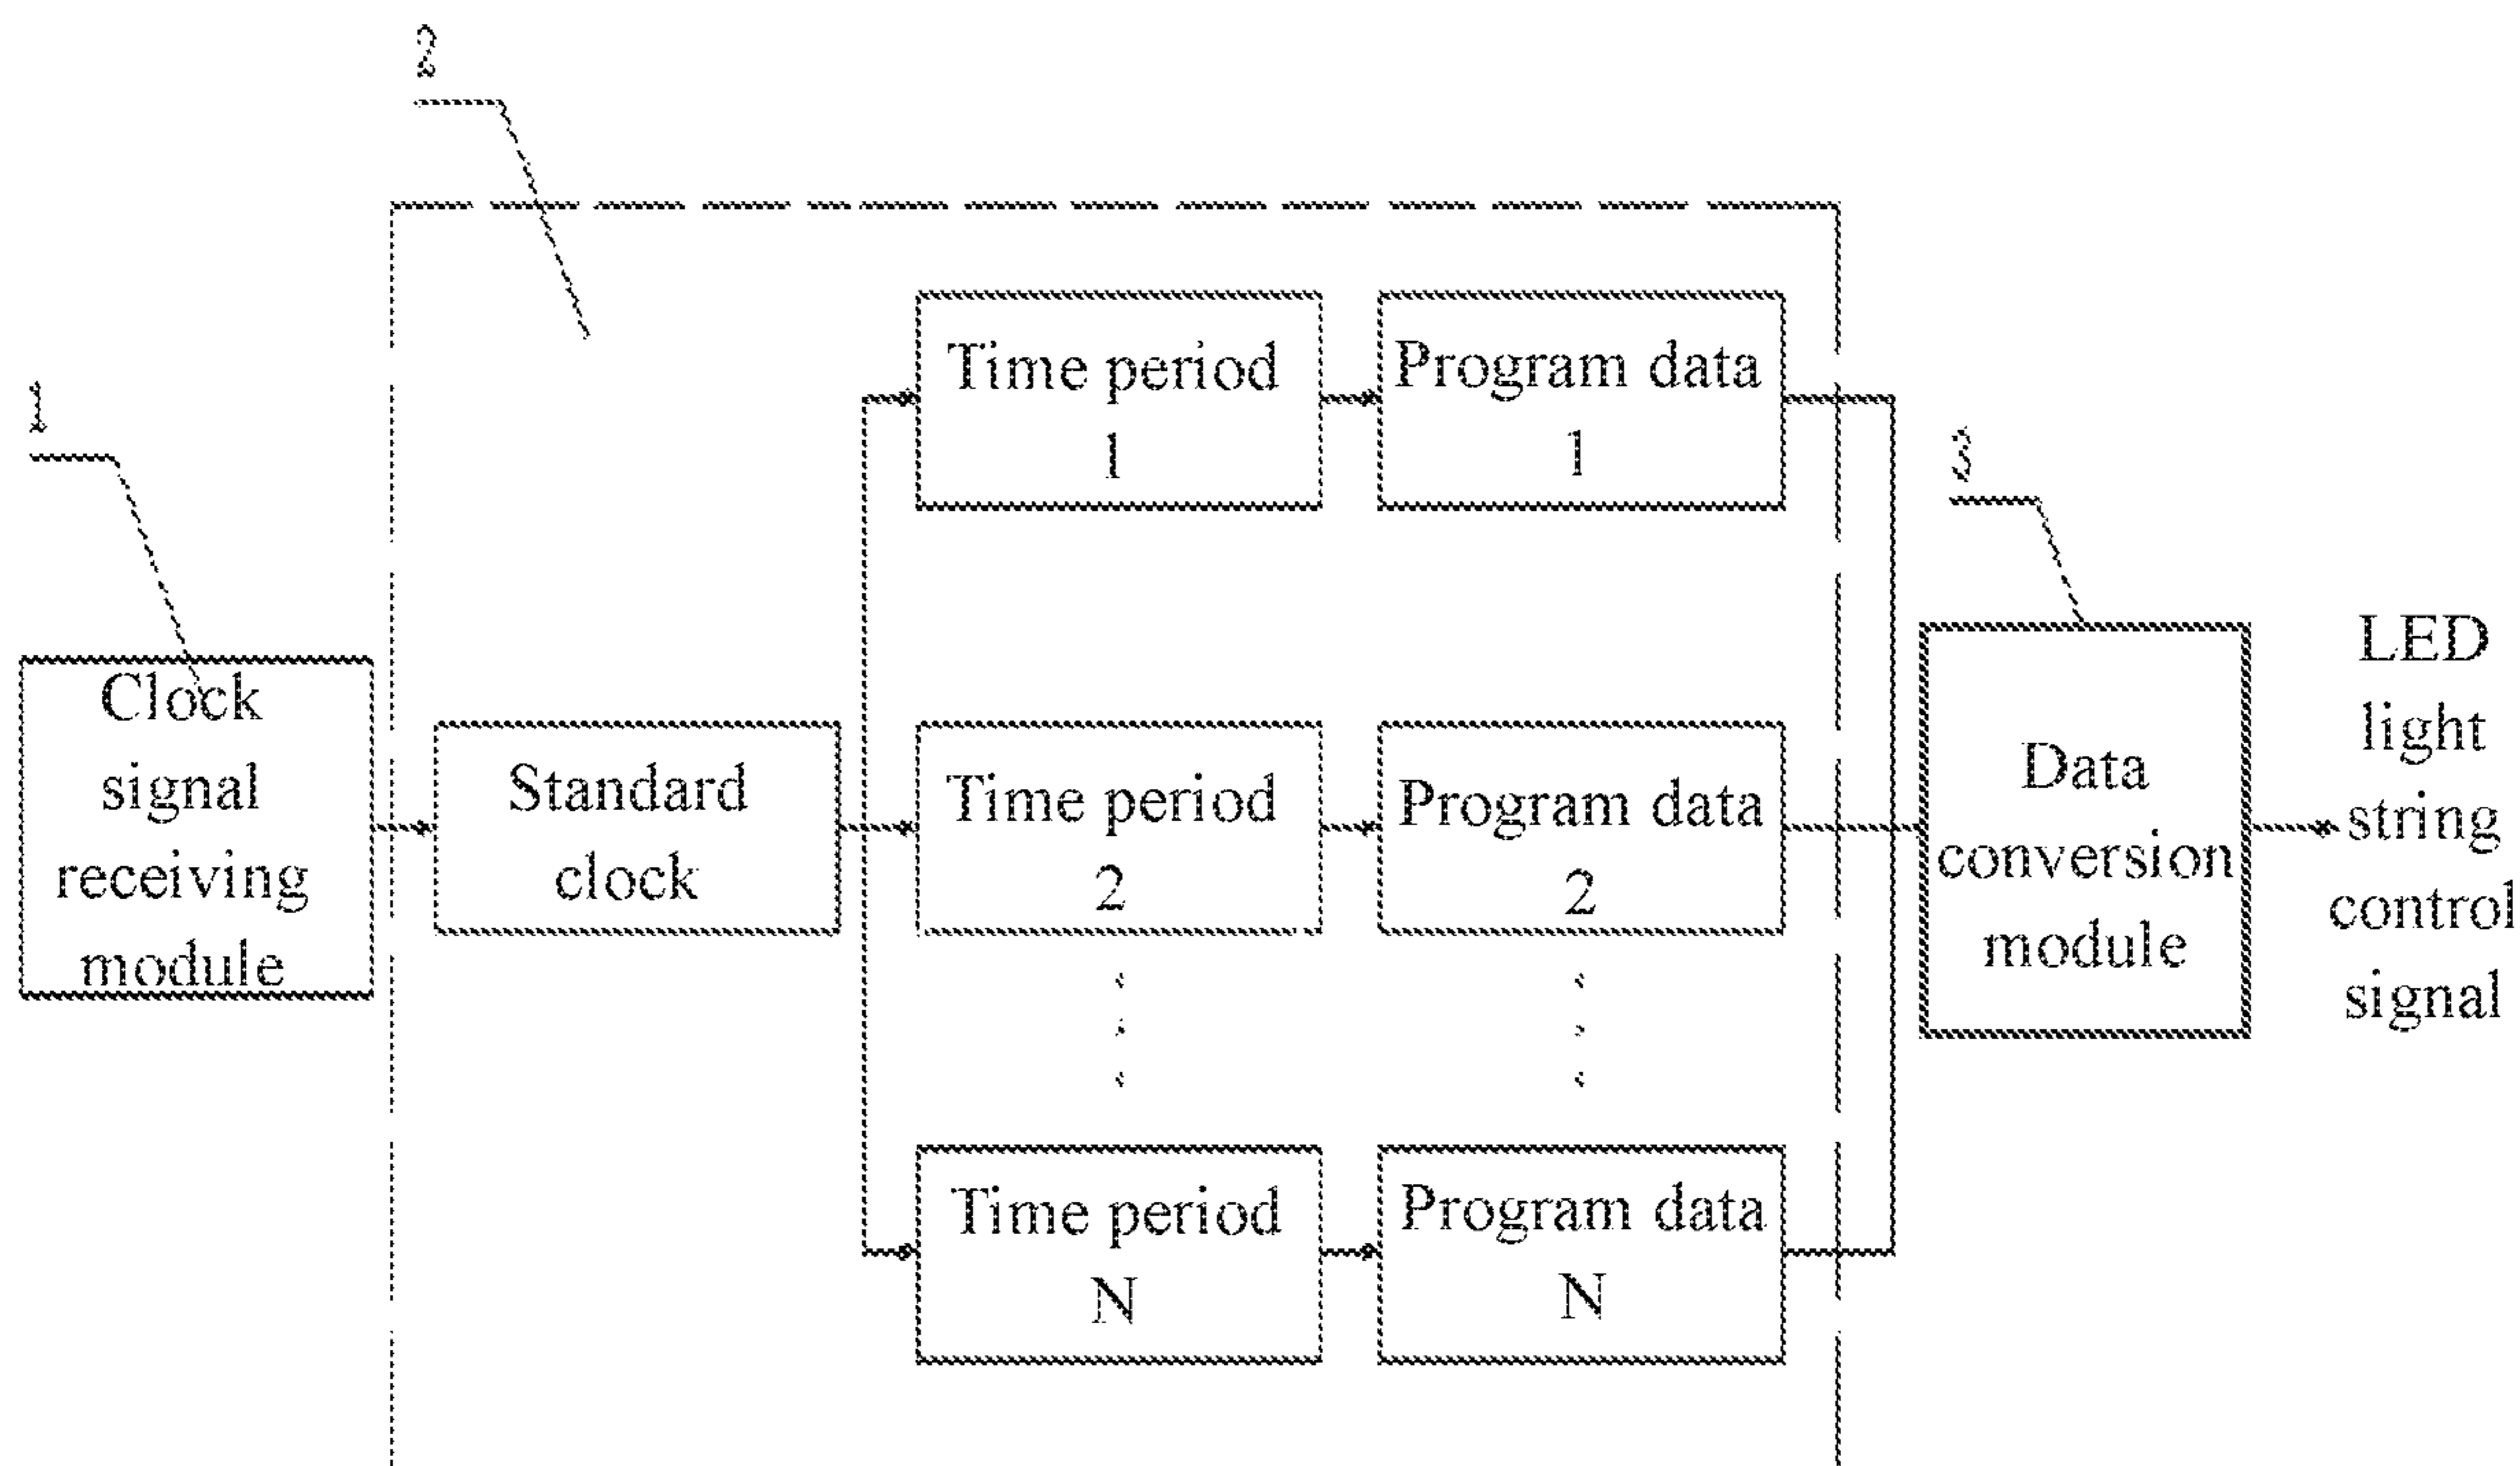 2
1
3
Clock
signal
receiving
module
Standard
clock
Time period
1
Program data
1
Time period
2
Program data
2
Time period
N
Program data
N
Data
conversion
module
LED
light
string
control
signal